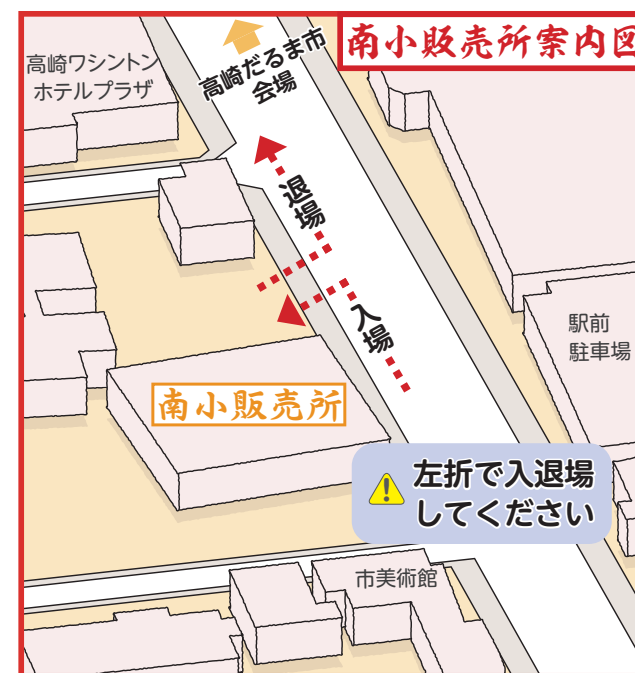 南小販売所案内図
高崎ワシントン
ホテルプラザ
高崎だるま市
会場
退場
入場
駅前
駐車場
南小販売所
左折で入退場
してください
市美術館